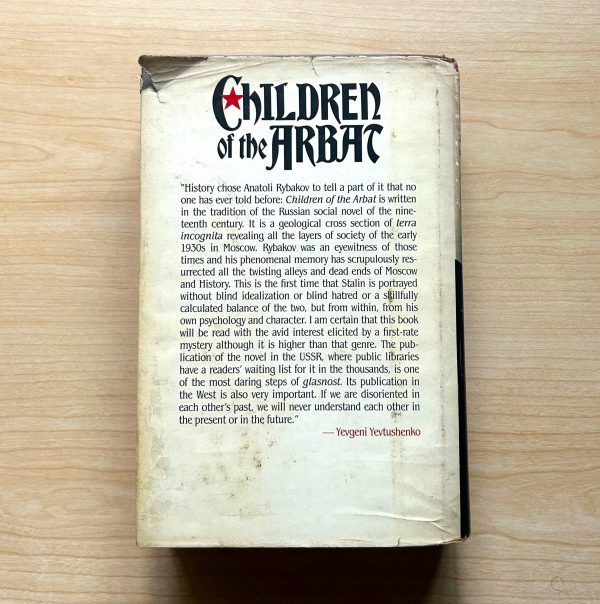 CHILDREN
of the ARBAT
"History chose Anatoli Rybakov to tell a part of it that no
one has ever told before: Children of the Arbat is written
in the tradition of the Russian social novel of the nine-
teenth century. It is a geological cross section of terra
incognita revealing all the layers of society of the early
1930s in Moscow. Rybakov was an eyewitness of those
times and his phenomenal memory has scrupulously res-
urrected all the twisting alleys and dead ends of Moscow
and History. This is the first time that Stalin is portrayed
without blind idealization or blind hatred or a skillfully
calculated balance of the two, but from within, from his
own psychology and character. I am certain that this book
will be read with the avid interest elicited by a first-rate
mystery although it is higher than that genre. The pub-
lication of the novel in the USSR, where public libraries
have a readers' waiting list for it in the thousands, is one
of the most daring steps of glasnost. Its publication in
the West is also very important. If we are disoriented in
each other's past, we will never understand each other in
the present or in the future."
— Yevgeni Yevtushenko